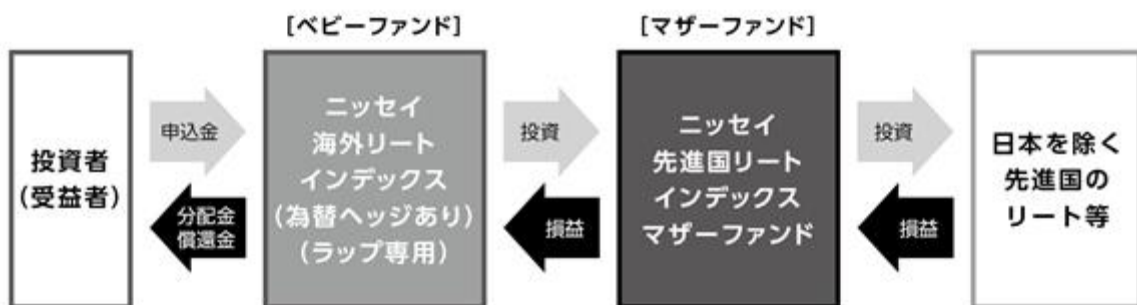 [ベビーファンド]
[マザーファンド]
投資者
(受益者)
申込金
分配金
償還金
ニッセイ
海外リート
インデックス
(為替ヘッジあり)
(ラップ専用)
投資
損益
ニッセイ
先進国リート
インデックス
マザーファンド
投資
損益
日本を除く
先進国の
リート等